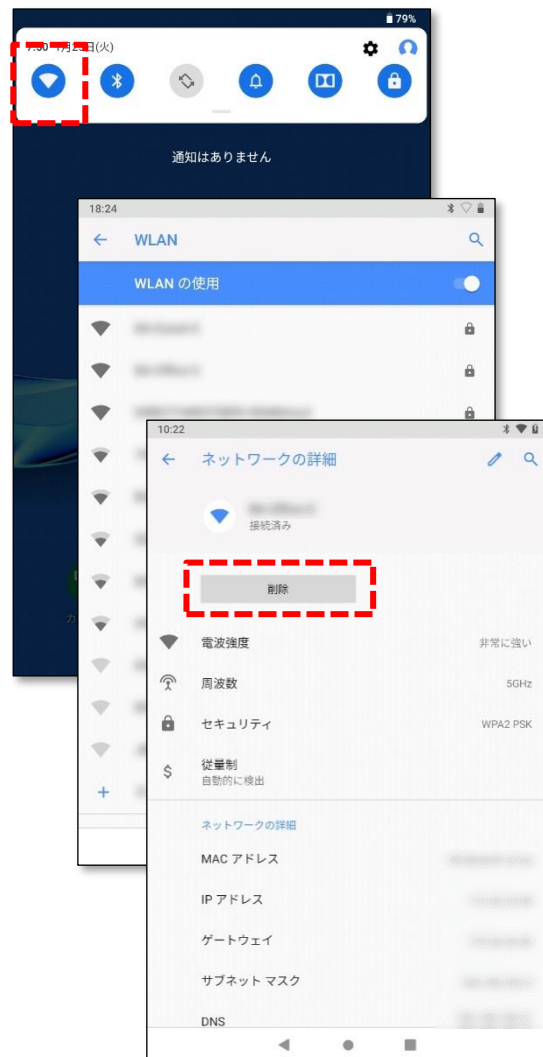 79%
1月25日(火)
通知はありません
18:24
WLAN
WLAN の使用
10:22
ネットワークの詳細
接続済み
削除
電波強度 非常に強い
周波数 5GHz
セキュリティ WPA2 PSK
従量制
自動的に検出
ネットワークの詳細
MAC アドレス
IP アドレス
ゲートウェイ
サブネット マスク
DNS